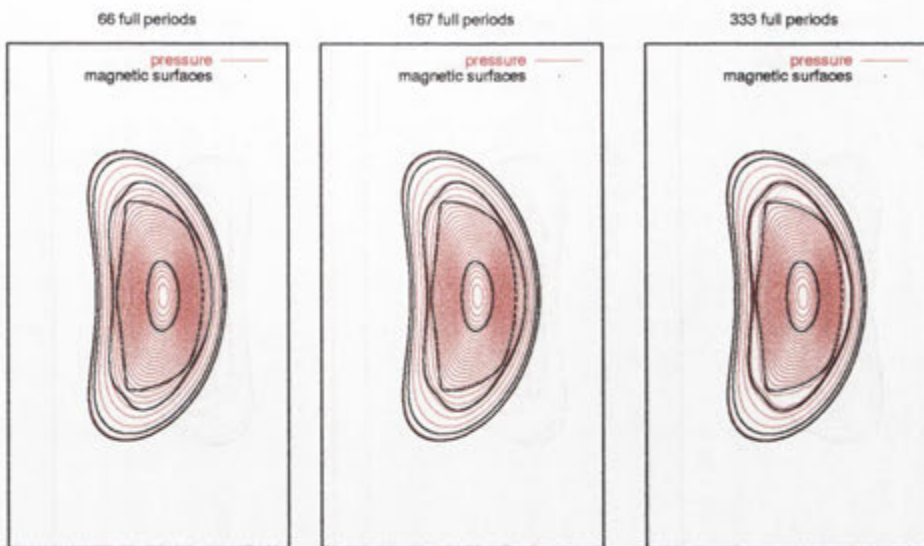 66 full periods
pressure
magnetic surfaces
167 full periods
pressure
magnetic surfaces
333 full periods
pressure
magnetic surfaces